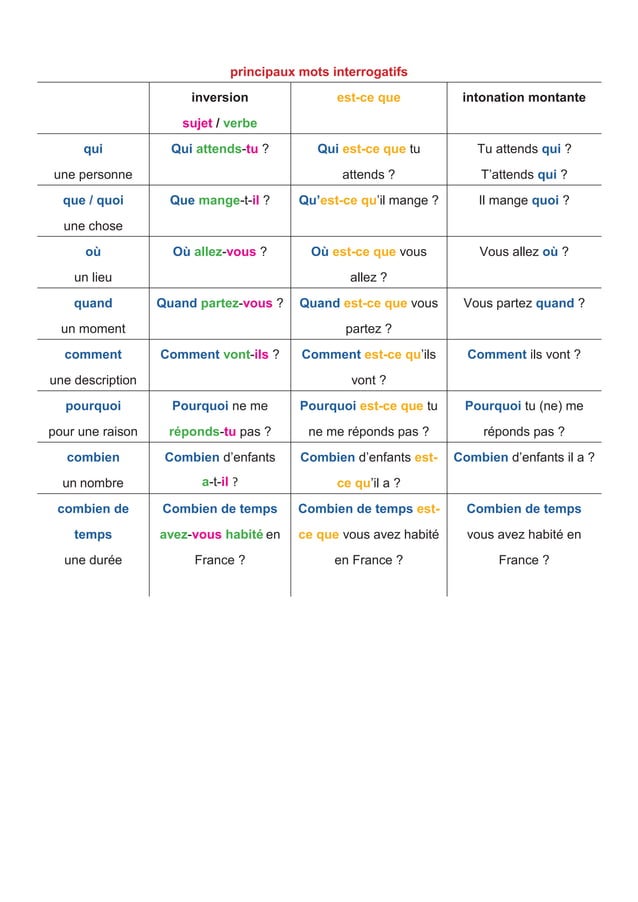 principaux mots interrogatifs
inversion est-ce que intonation montante
sujet / verbe
qui Qui attends-tu ? Qui est-ce que tu Tu attends qui ?
une personne attends ? T’attends qui ?
que / quoi Que mange-t-il ? Qu’est-ce qu’il mange ? Il mange quoi ?
une chose
où Où allez-vous ? Où est-ce que vous Vous allez où ?
un lieu allez ?
quand Quand partez-vous ? Quand est-ce que vous Vous partez quand ?
un moment partez ?
comment Comment vont-ils ? Comment est-ce qu’ils Comment ils vont ?
une description vont ?
pourquoi Pourquoi ne me Pourquoi est-ce que tu Pourquoi tu (ne) me
pour une raison réponds-tu pas ? ne me réponds pas ? réponds pas ?
combien Combien d’enfants Combien d’enfants est- Combien d’enfants il a ?
un nombre a-t-il ? ce qu’il a ?
combien de Combien de temps Combien de temps est- Combien de temps
temps avez-vous habité en ce que vous avez habité vous avez habité en
une durée France ? en France ? France ?